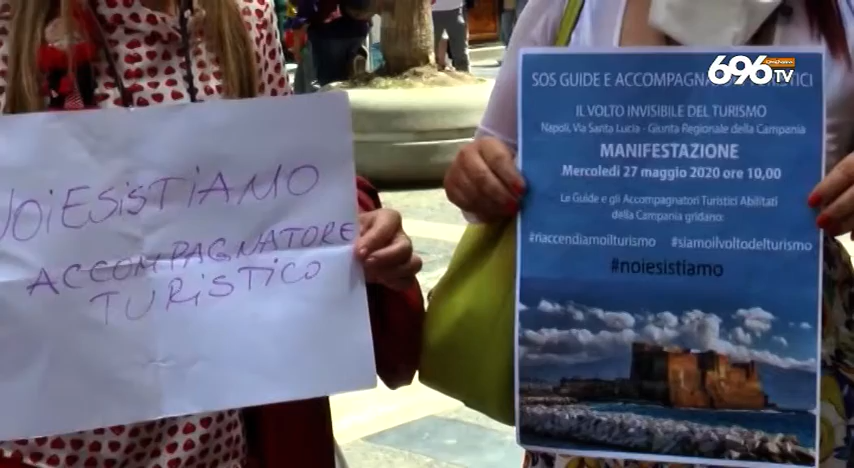 NOi ESiSTiAMO
ACCOMPAGNATORE
TURiSTiCO
SOS GUIDE E ACCOMPAGNATORI TURISTICI
IL VOLTO INVISIBILE DEL TURISMO
Napoli, Via Santa Lucia - Giunta Regionale della Campania
MANIFESTAZIONE
Mercoledì 27 maggio 2020 ore 10,00
Le Guide e gli Accompagnatori Turistici Abilitati
della Campania gridano:
#riaccendiamoilturismo #siamoilvoltodelturismo
#noiesistiamo
696 TV